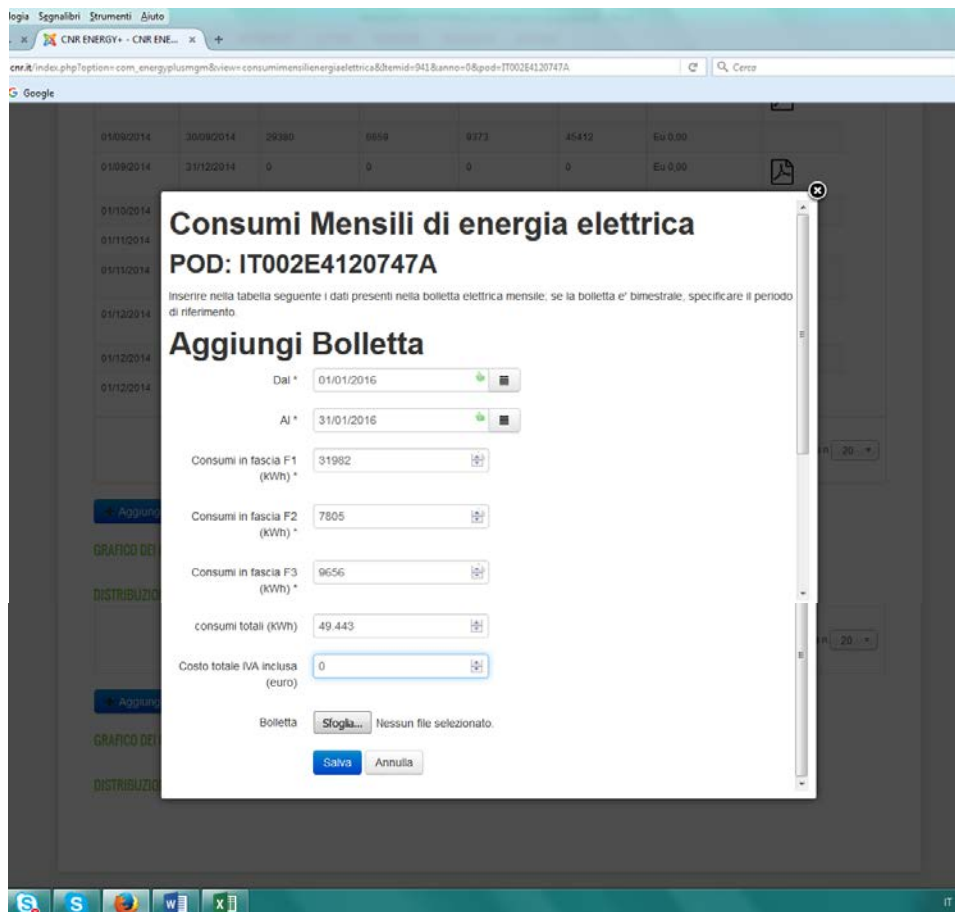 logia Segnalibri Strumenti Aiuto
CNR ENERGY+ - CNR ENE...
cnr.it/index.php?option=com_energyplusmgm&view=consumimensilienergiaelettrica&Itemid=941&anno=0&pod=IT002E4120747A
Cerca
Google
01/09/2014 30/09/2014 29380 6659 9373 45412 Eu 0,00
01/09/2014 31/12/2014 0 0 0 0 Eu 0,00
01/10/2014
01/11/2014
01/11/2014
01/12/2014
01/12/2014
01/12/2014
Consumi Mensili di energia elettrica
POD: IT002E4120747A
Inserire nella tabella seguente i dati presenti nella bolletta elettrica mensile; se la bolletta e' bimestrale, specificare il periodo
di riferimento.
Aggiungi Bolletta
Dal * 01/01/2016
Al * 31/01/2016
Consumi in fascia F1
(kWh) *
31982
20
Consumi in fascia F2
(kWh) *
7805
Aggiung
GRAFICO DEI
Consumi in fascia F3
(kWh) *
9656
DISTRIBUZIO
consumi totali (kWh) 49.443
20
Costo totale IVA inclusa
(euro)
0
Aggiung
Bolletta Sfoglia... Nessun file selezionato.
GRAFICO DEI
Salva Annulla
DISTRIBUZIO
IT